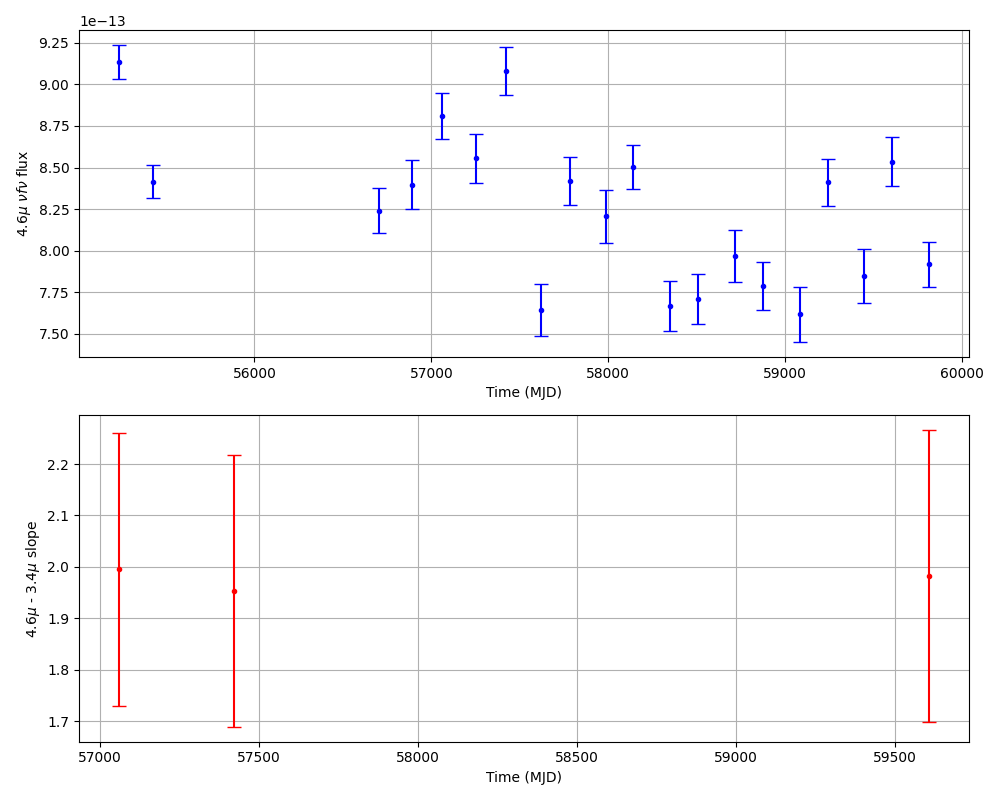 1e−13
9.25
9.00
8.75
8.50
8.25
8.00
7.75
7.50
4.6μ νfν flux
56000 57000 58000 59000 60000
Time (MJD)
2.2
2.1
2.0
1.9
1.8
1.7
4.6μ - 3.4μ slope
57000 57500 58000 58500 59000 59500
Time (MJD)